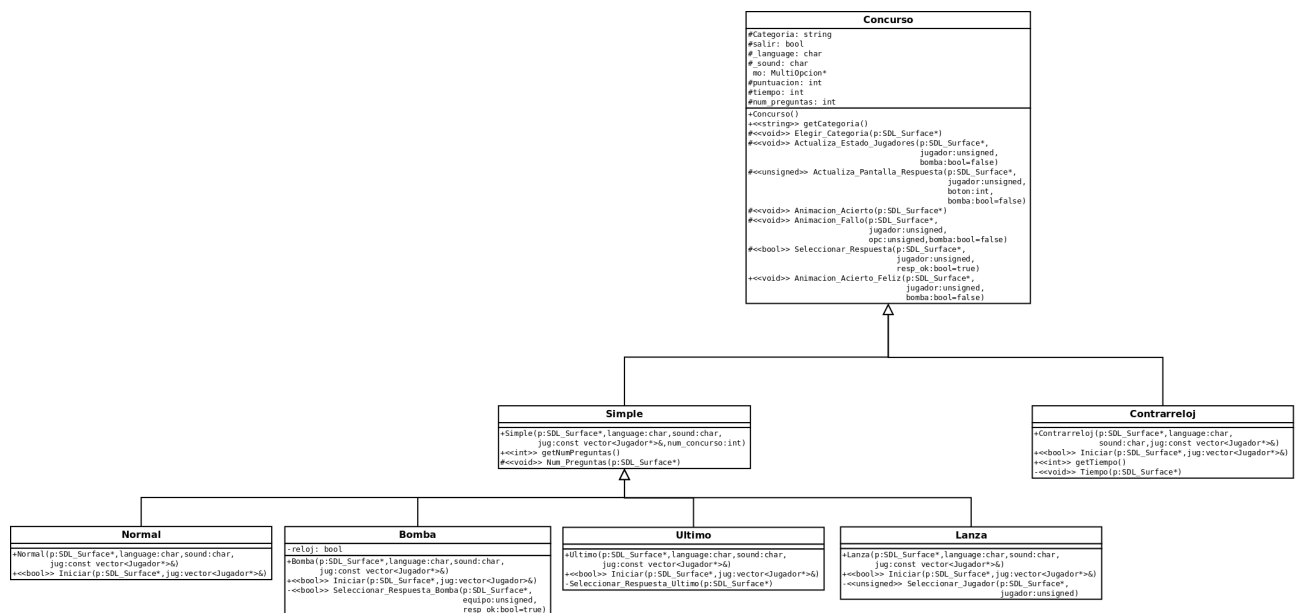 Concurso
#Categoria: string
#salir: bool
#_language: char
#_sound: char
mo: MultiOpcion*
#puntuacion: int
#tiempo: int
#num_preguntas: int
+Concurso()
+<<string>> getCategoria()
#<<void>> Elegir_Categoria(p:SDL_Surface*)
#<<void>> Actualiza_Estado_Jugadores(p:SDL_Surface*,
jugador:unsigned,
bomba:bool=false)
#<<unsigned>> Actualiza_Pantalla_Respuesta(p:SDL_Surface*,
jugador:unsigned,
boton:int,
bomba:bool=false)
#<<void>> Animacion_Acierto(p:SDL_Surface*)
#<<void>> Animacion_Fallo(p:SDL_Surface*,
jugador:unsigned,
opc:unsigned,bomba:bool=false)
#<<bool>> Seleccionar_Respuesta(p:SDL_Surface*,
jugador:unsigned,
resp_ok:bool=true)
+<<void>> Animacion_Acierto_Feliz(p:SDL_Surface*,
jugador:unsigned,
bomba:bool=false)
Simple
+Simple(p:SDL_Surface*,language:char,sound:char,
jug:const vector<Jugador*>&,num_concurso:int)
+<<int>> getNumPreguntas()
#<<void>> Num_Preguntas(p:SDL_Surface*)
Contrarreloj
+Contrarreloj(p:SDL_Surface*,language:char,
sound:char,jug:const vector<Jugador*>&)
+<<bool>> Iniciar(p:SDL_Surface*,jug:vector<Jugador*>&)
+<<int>> getTiempo()
-<<void>> Tiempo(p:SDL_Surface*)
Normal
+Normal(p:SDL_Surface*,language:char,sound:char,
jug:const vector<Jugador*>&)
+<<bool>> Iniciar(p:SDL_Surface*,jug:vector<Jugador*>&)
Bomba
-reloj: bool
+Bomba(p:SDL_Surface*,language:char,sound:char,
jug:const vector<Jugador*>&)
+<<bool>> Iniciar(p:SDL_Surface*,jug:vector<Jugador*>&)
-<<bool>> Seleccionar_Respuesta_Bomba(p:SDL_Surface*,
equipo:unsigned,
resp_ok:bool=true)
Ultimo
+Ultimo(p:SDL_Surface*,language:char,sound:char,
jug:const vector<Jugador*>&)
+<<bool>> Iniciar(p:SDL_Surface*,jug:vector<Jugador*>&)
-Seleccionar_Respuesta_Ultimo(p:SDL_Surface*)
Lanza
+Lanza(p:SDL_Surface*,language:char,sound:char,
jug:const vector<Jugador*>&)
+<<bool>> Iniciar(p:SDL_Surface*,jug:vector<Jugador*>&)
-<<unsigned>> Seleccionar_Jugador(p:SDL_Surface*,
jugador:unsigned)